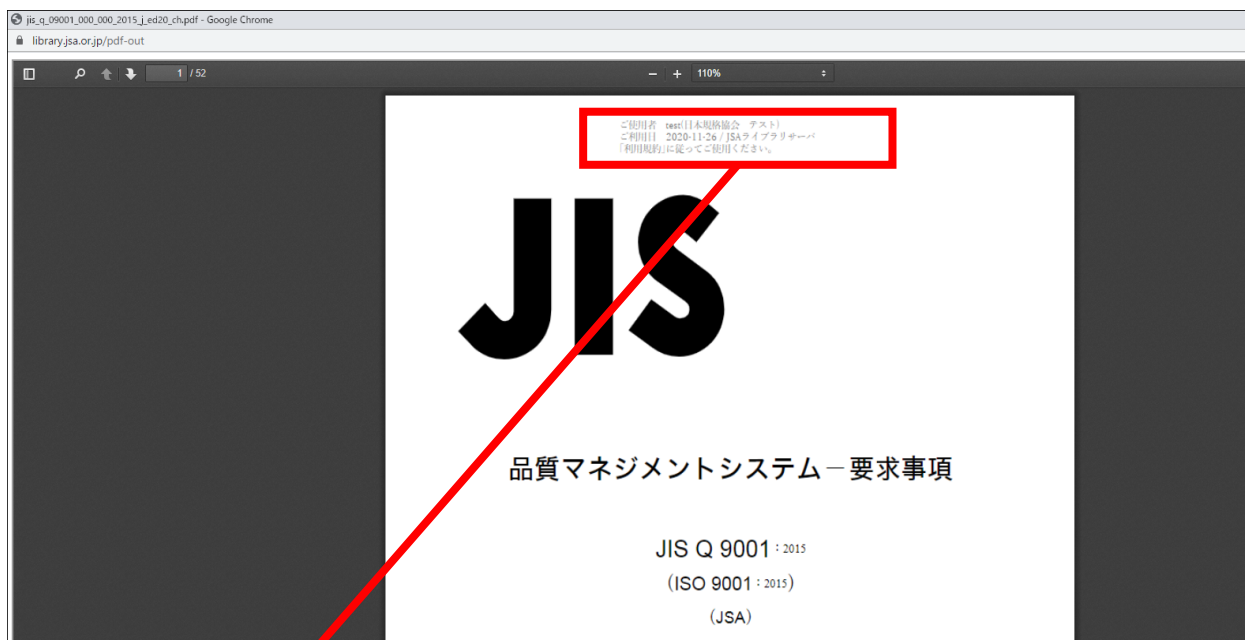 jis_q_09001_000_000_2015_j_ed20_ch.pdf - Google Chrome
library.jsa.or.jp/pdf-out
1 / 52
110%
ご使用者 test(日本規格協会 テスト)
ご利用日 2020-11-26 / JSAライブラリサーバ
「利用規約」に従ってご使用ください。
JIS
品質マネジメントシステム－要求事項
JIS Q 9001：2015
(ISO 9001：2015)
(JSA)